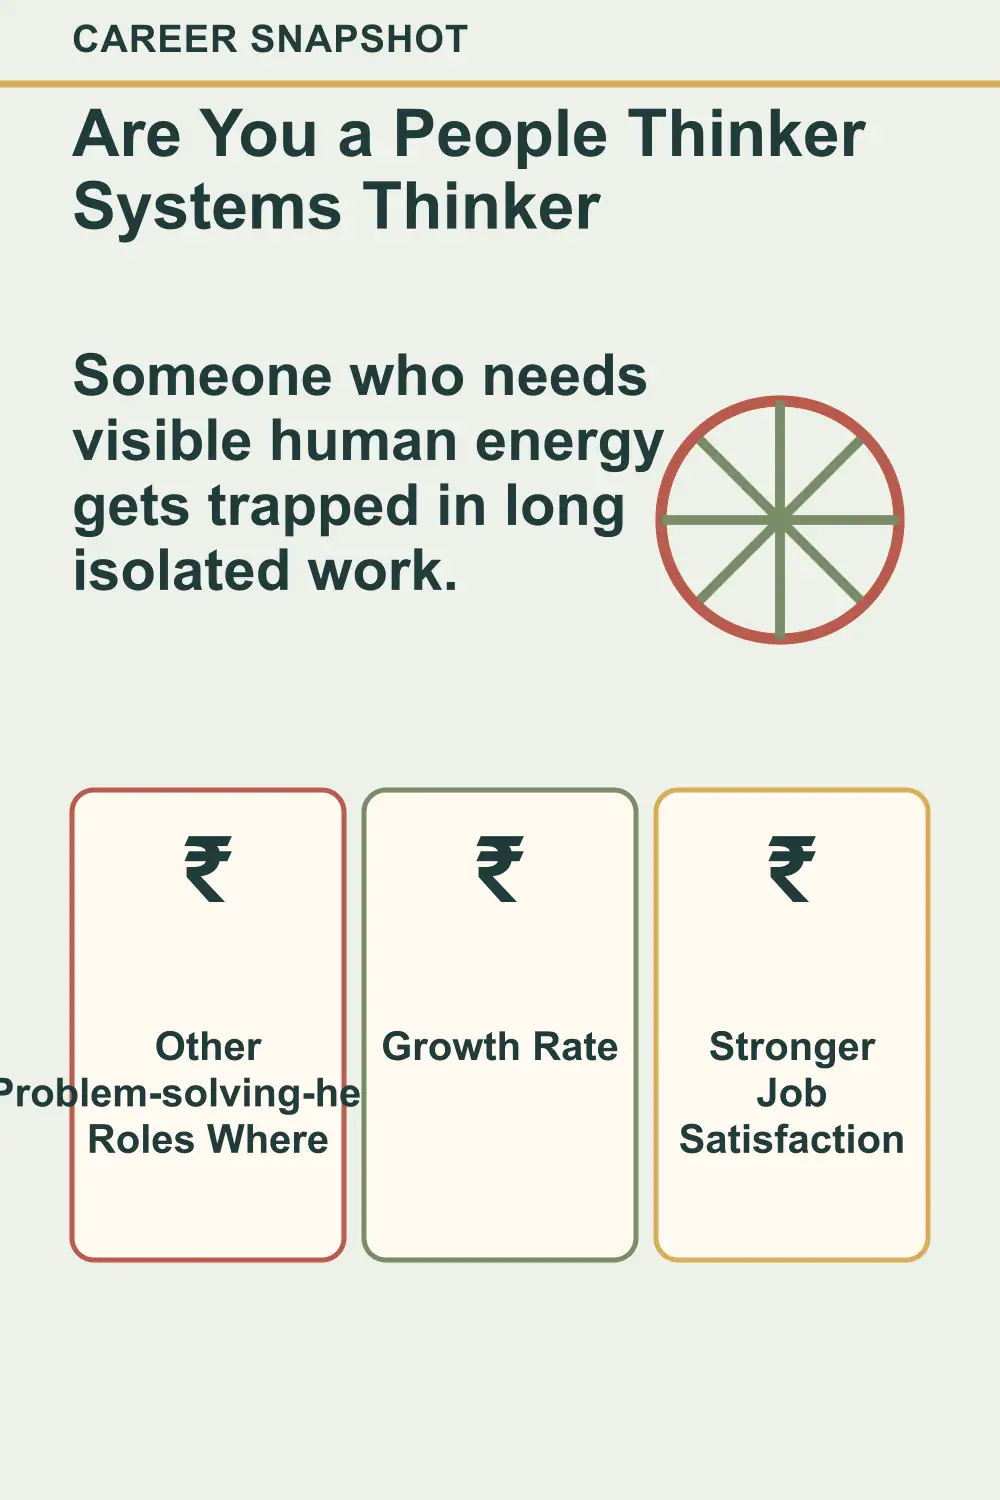 CAREER SNAPSHOT
Are You a People Thinker
Systems Thinker
Someone who needs
visible human energy
gets trapped in long
isolated work.
₹
₹
₹
Other
Problem-solving-he
Roles Where
Growth Rate
Stronger
Job
Satisfaction